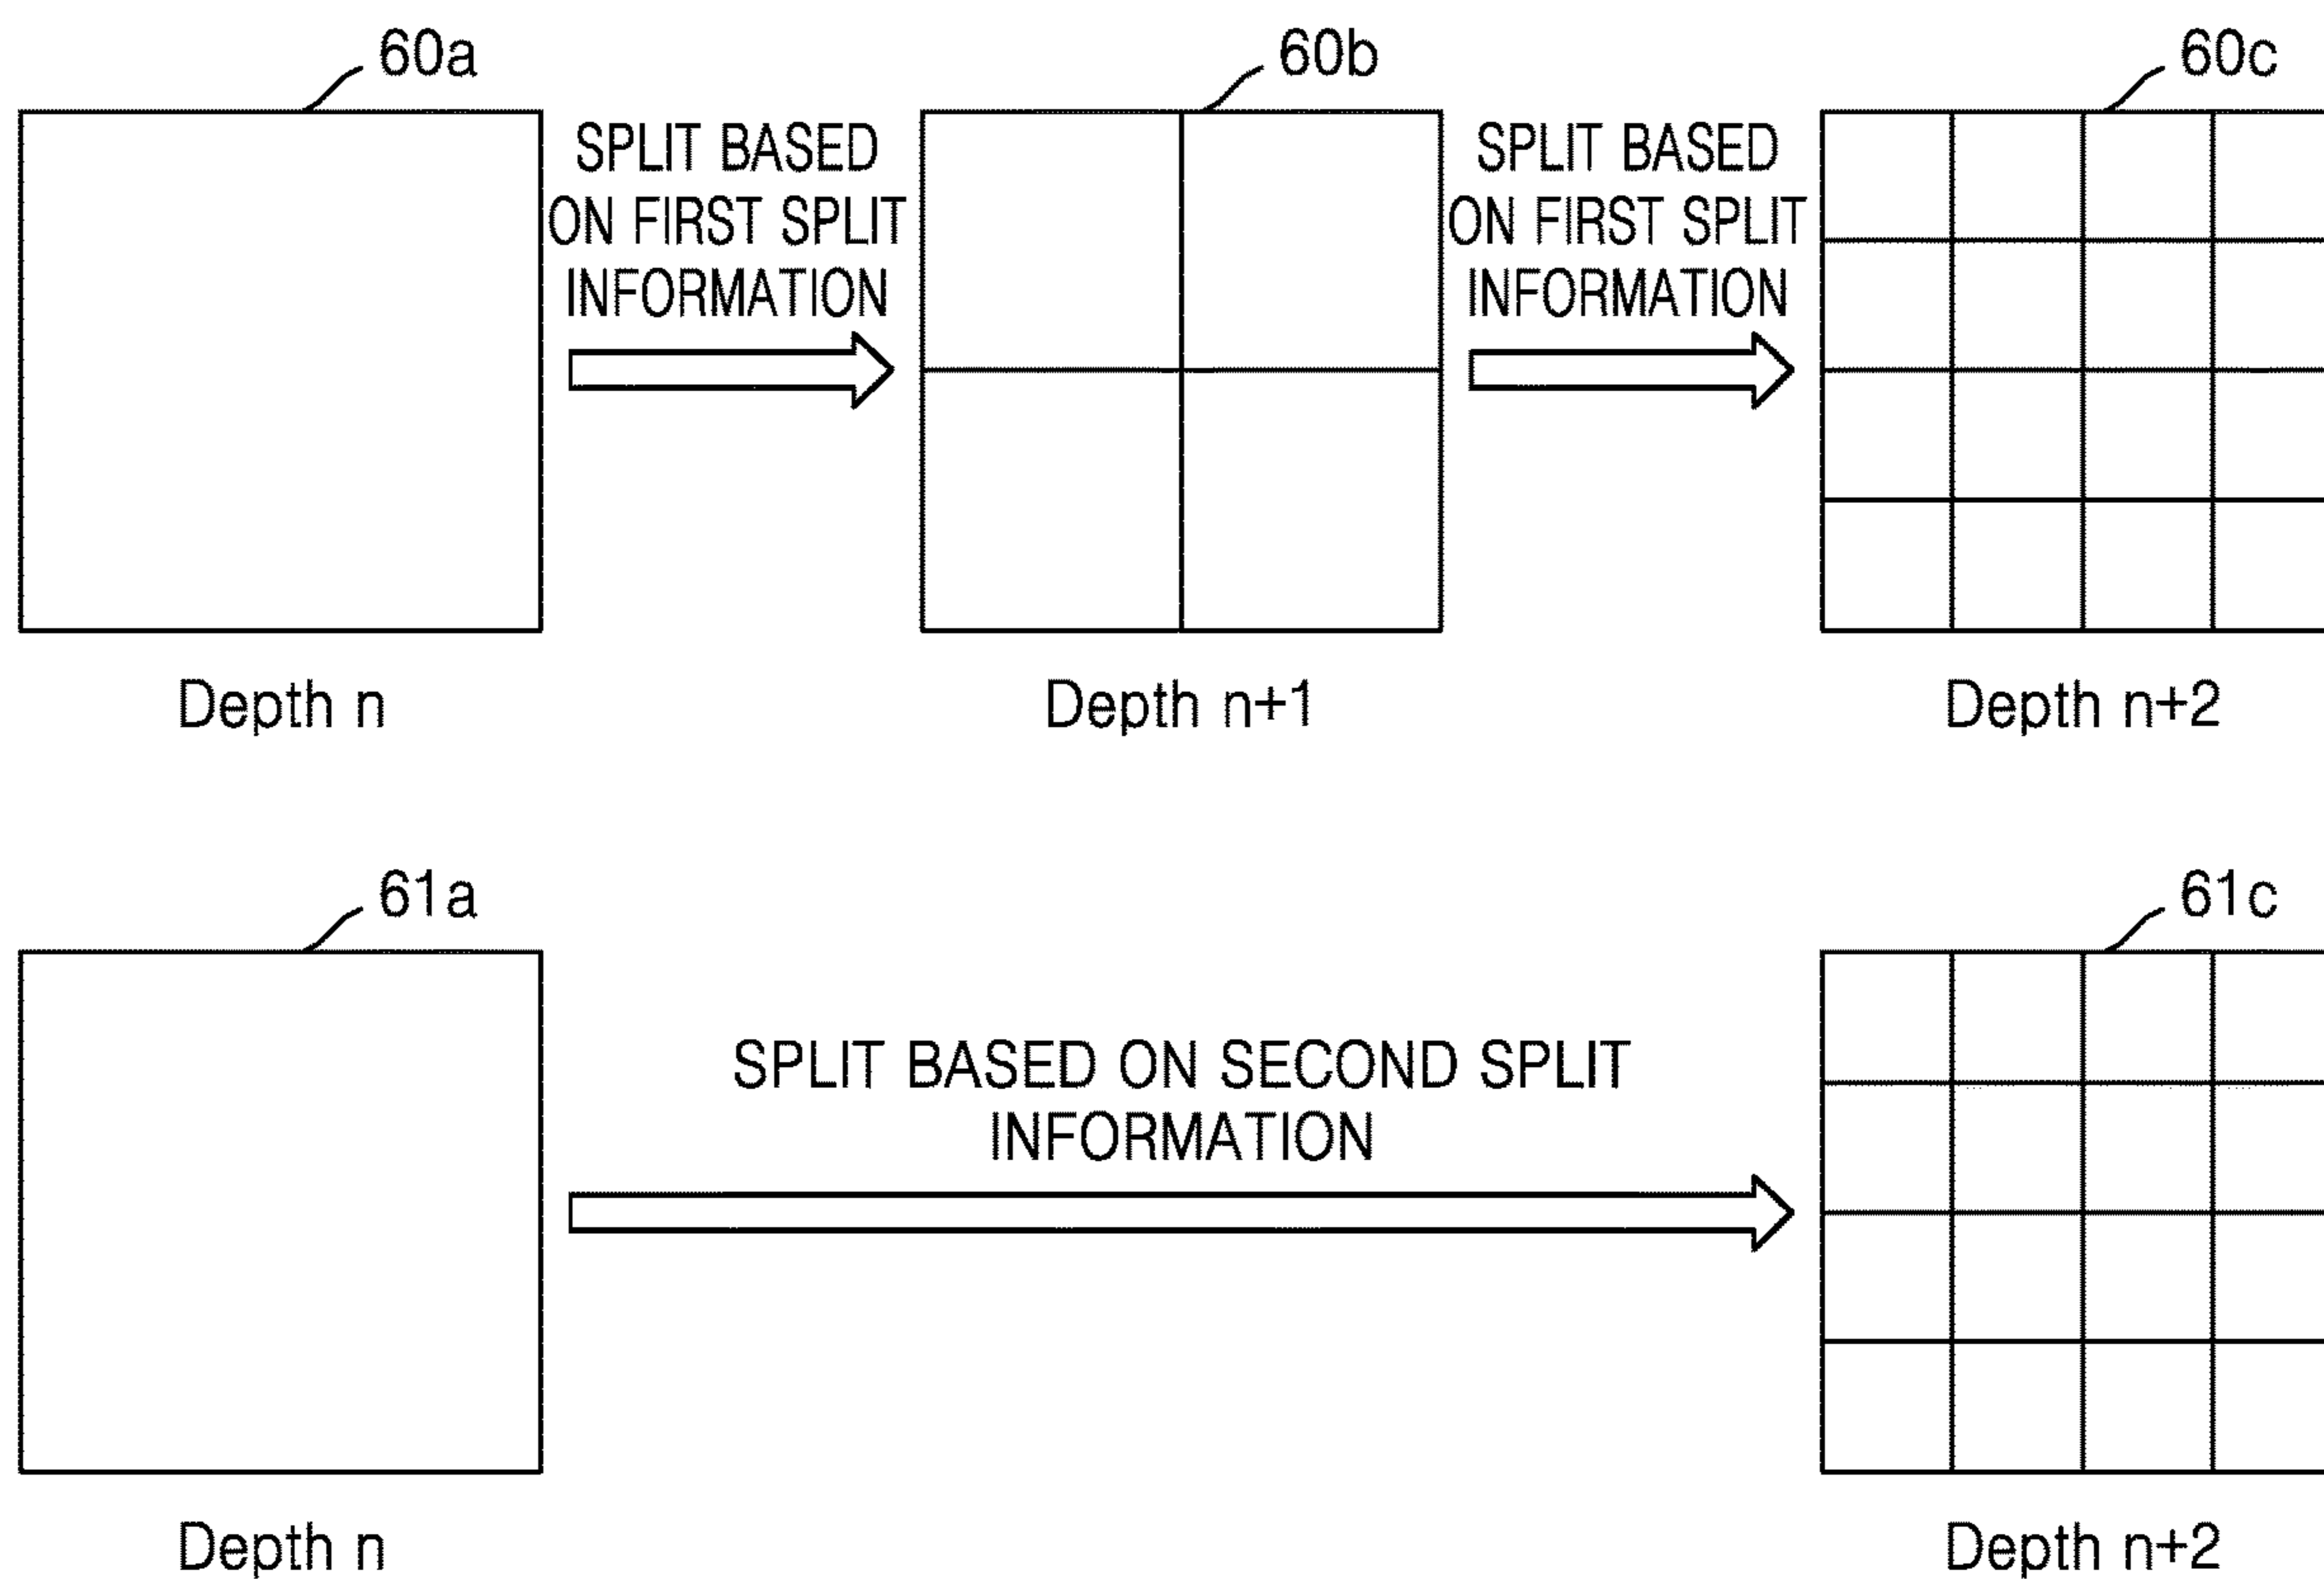 60a
60b
60c
SPLIT BASED
ON FIRST SPLIT
INFORMATION
SPLIT BASED
ON FIRST SPLIT
INFORMATION
Depth n
Depth n+1
Depth n+2
61a
61c
SPLIT BASED ON SECOND SPLIT
INFORMATION
Depth n
Depth n+2